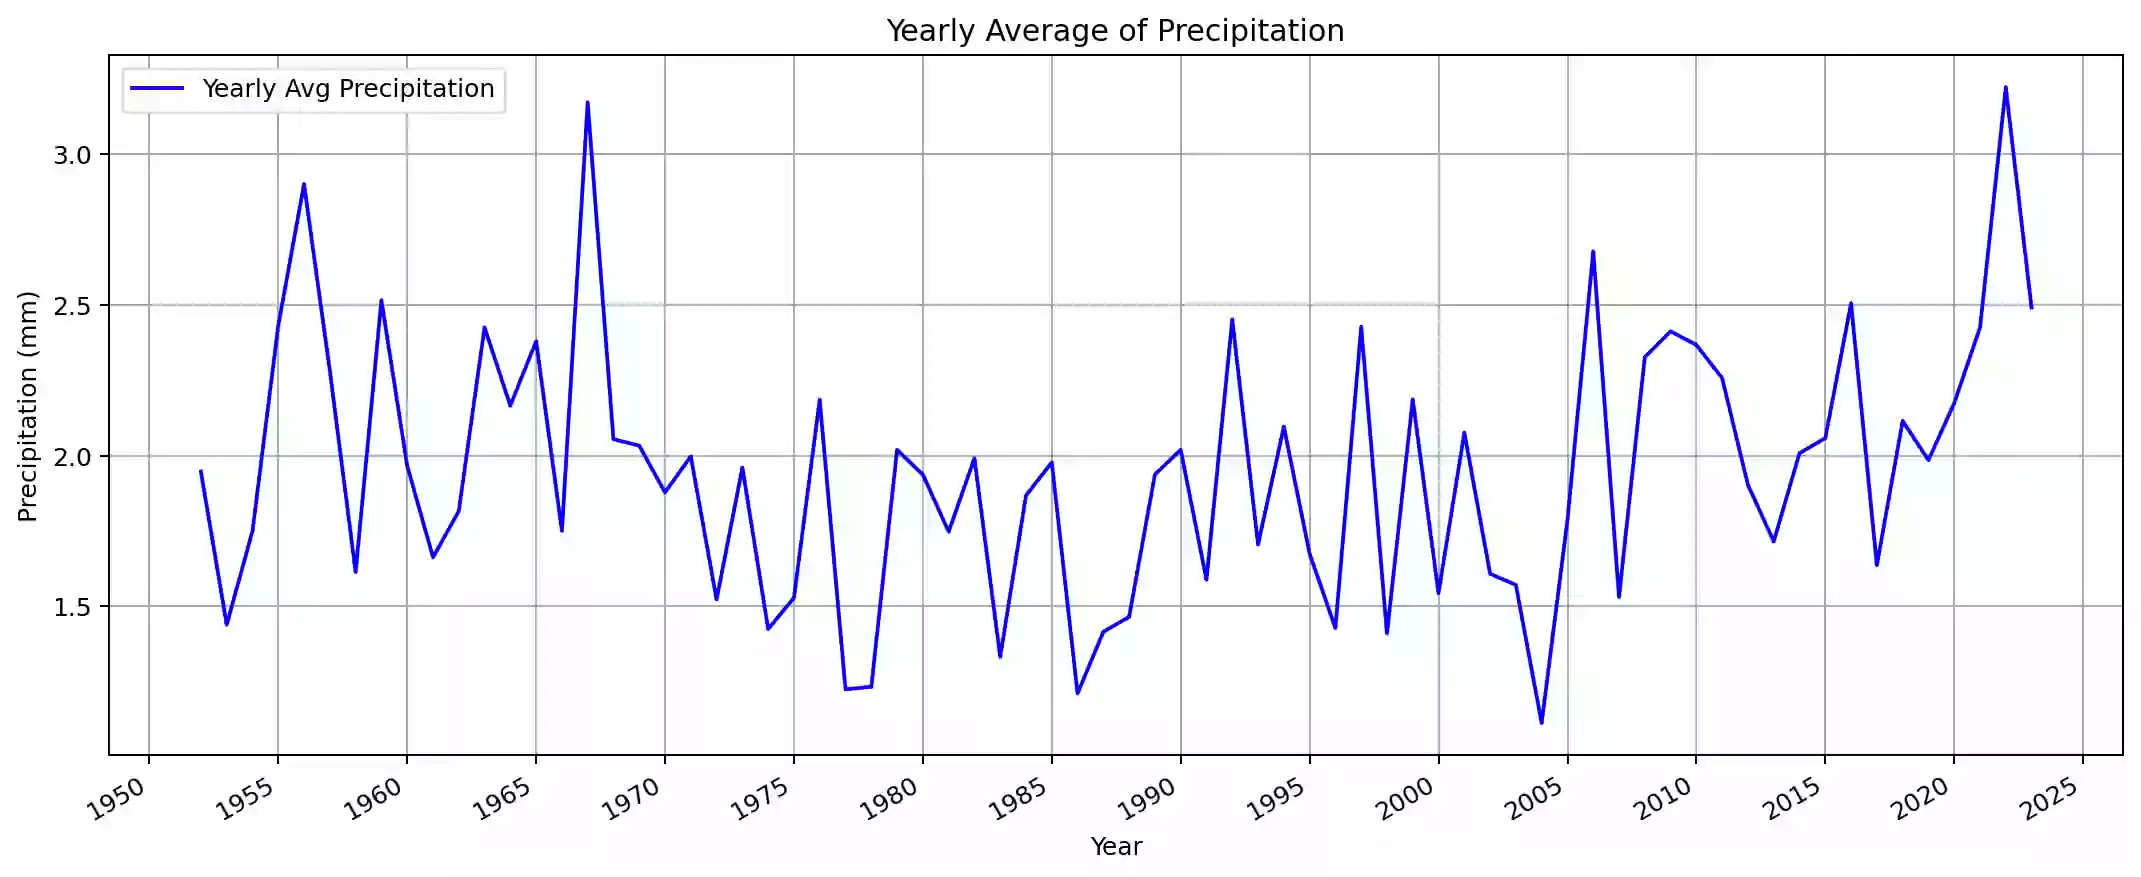 Yearly Average of Precipitation
Yearly Avg Precipitation
3.0
2.5
2.0
1.5
Precipitation (mm)
1950 1955 1960 1965 1970 1975 1980 1985 1990 1995 2000 2005 2010 2015 2020 2025
Year